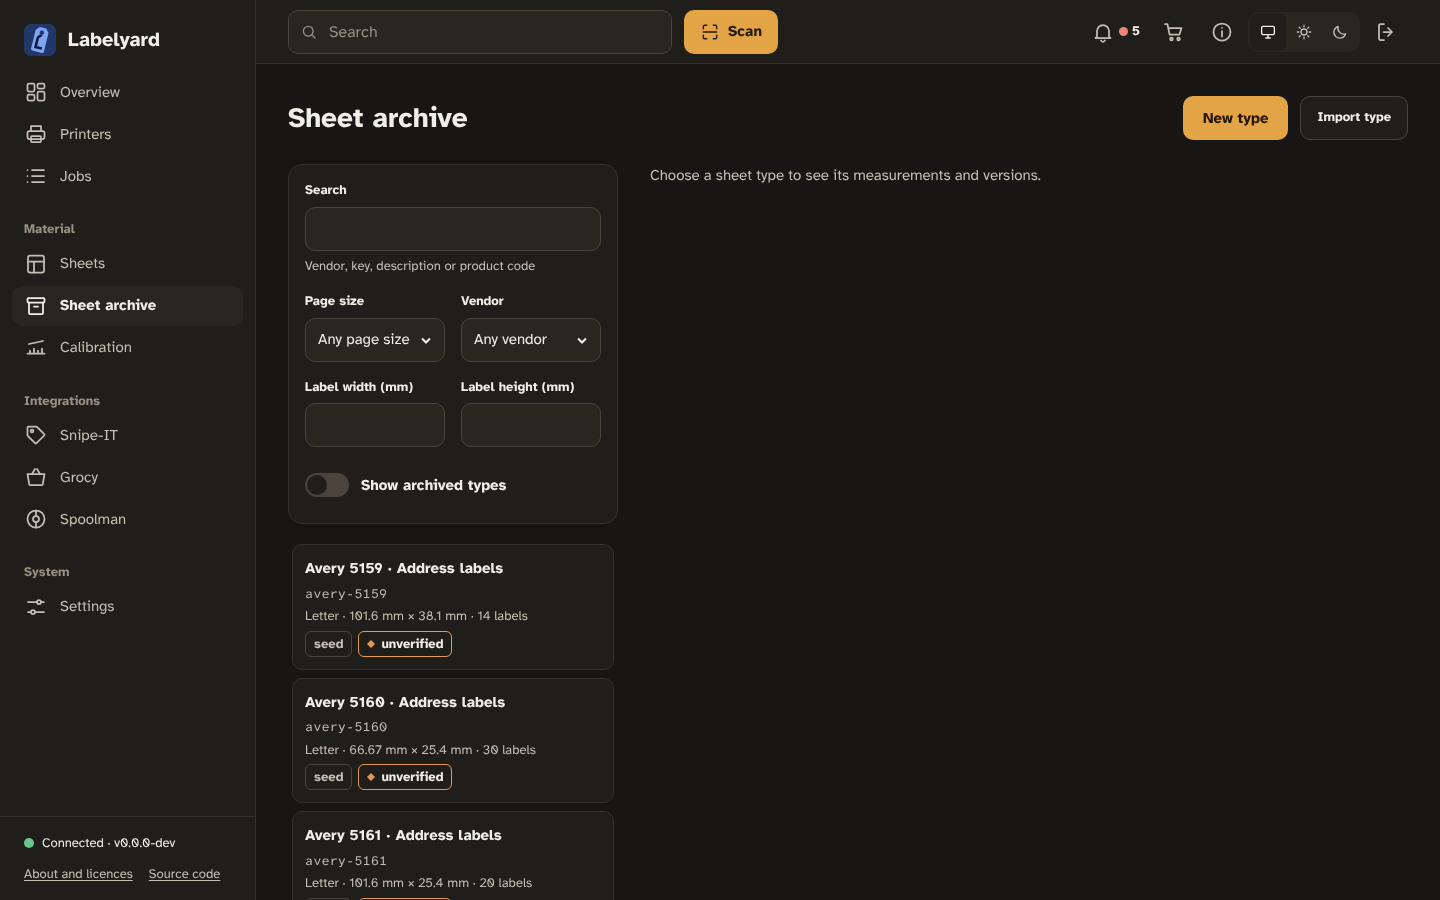 Labelyard
Overview
Printers
Jobs
Material
Sheets
Sheet archive
Calibration
Integrations
Snipe-IT
Grocy
Spoolman
System
Settings
Connected · v0.0.0-dev
About and licences Source code
Search
Scan
5
Sheet archive
New type
Import type
Search
Vendor, key, description or product code
Page size Vendor
Any page size Any vendor
Label width (mm) Label height (mm)
Show archived types
Avery 5159 · Address labels
avery-5159
Letter · 101.6 mm × 38.1 mm · 14 labels
seed ◆ unverified
Avery 5160 · Address labels
avery-5160
Letter · 66.67 mm × 25.4 mm · 30 labels
seed ◆ unverified
Avery 5161 · Address labels
avery-5161
Letter · 101.6 mm × 25.4 mm · 20 labels
Choose a sheet type to see its measurements and versions.